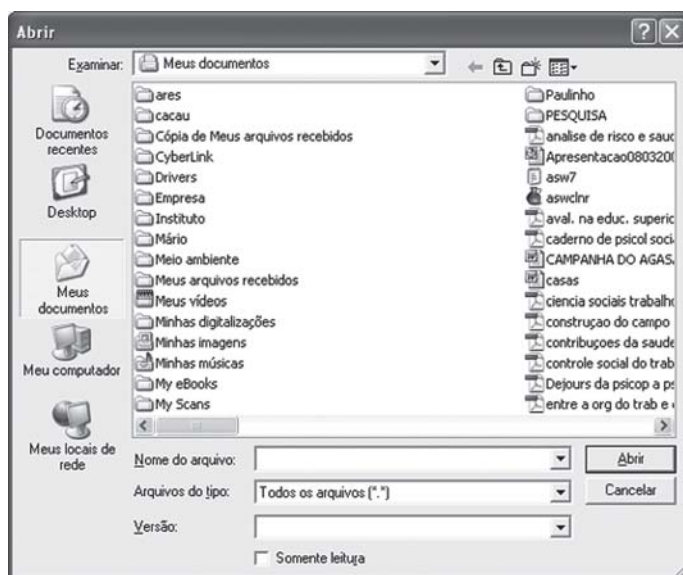 Abrir
Examinar: Meus documentos
Documentos
recentes
Desktop
Meus
documentos
Meu computador
Meus locais de
rede
ares
cacau
Cópia de Meus arquivos recebidos
CyberLink
Drivers
Empresa
Instituto
Mário
Meio ambiente
Meus arquivos recebidos
Meus vídeos
Minhas digitalizações
Minhas imagens
Minhas músicas
My eBooks
My Scans
Paulinho
PESQUISA
analise de risco e sauc
Apresentacao0803200
asw7
aswclnr
aval. na educ. superic
caderno de psicol soci
CAMPANHA DO AGAS
casas
ciencia sociais trabalh
construçao do campo
contribuçoes da saude
controle social do trab
Dejours da psicop a ps
entre a org do trab e
Nome do arquivo:
Abrir
Arquivos do tipo: Todos os arquivos (*.*)
Cancelar
Versão:
Somente leitura